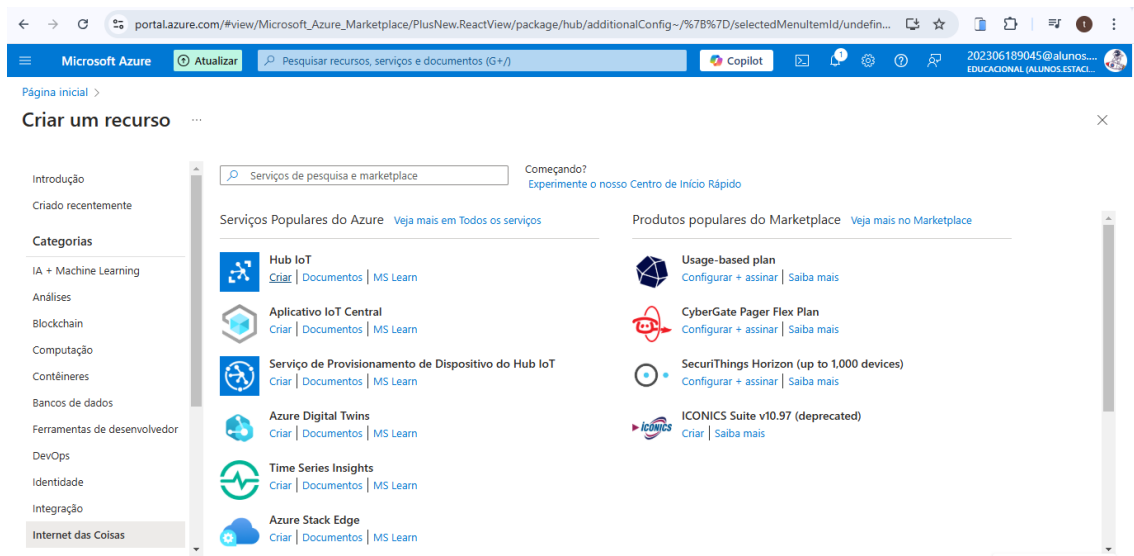 portal.azure.com/#view/Microsoft_Azure_Marketplace/PlusNew.ReactView/package/hub/additionalConfig~/%7B%7D/selectedMenuItemId/undefin...
t
Microsoft Azure
Atualizar
Pesquisar recursos, serviços e documentos (G+/)
Copilot
1
202306189045@alunos....
EDUCACIONAL (ALUNOS.ESTACI...
Página inicial >
Criar um recurso ...
Introdução
Criado recentemente
Categorias
IA + Machine Learning
Análises
Blockchain
Computação
Contêineres
Bancos de dados
Ferramentas de desenvolvedor
DevOps
Identidade
Integração
Internet das Coisas
Serviços de pesquisa e marketplace
Começando?
Experimente o nosso Centro de Início Rápido
Serviços Populares do Azure Veja mais em Todos os serviços
Hub IoT
Criar | Documentos | MS Learn
Aplicativo IoT Central
Criar | Documentos | MS Learn
Serviço de Provisionamento de Dispositivo do Hub IoT
Criar | Documentos | MS Learn
Azure Digital Twins
Criar | Documentos | MS Learn
Time Series Insights
Criar | Documentos | MS Learn
Azure Stack Edge
Criar | Documentos | MS Learn
Produtos populares do Marketplace Veja mais no Marketplace
Usage-based plan
Configurar + assinar | Saiba mais
CyberGate Pager Flex Plan
Configurar + assinar | Saiba mais
SecuriThings Horizon (up to 1,000 devices)
Configurar + assinar | Saiba mais
ICONICS
ICONICS Suite v10.97 (deprecated)
Criar | Saiba mais